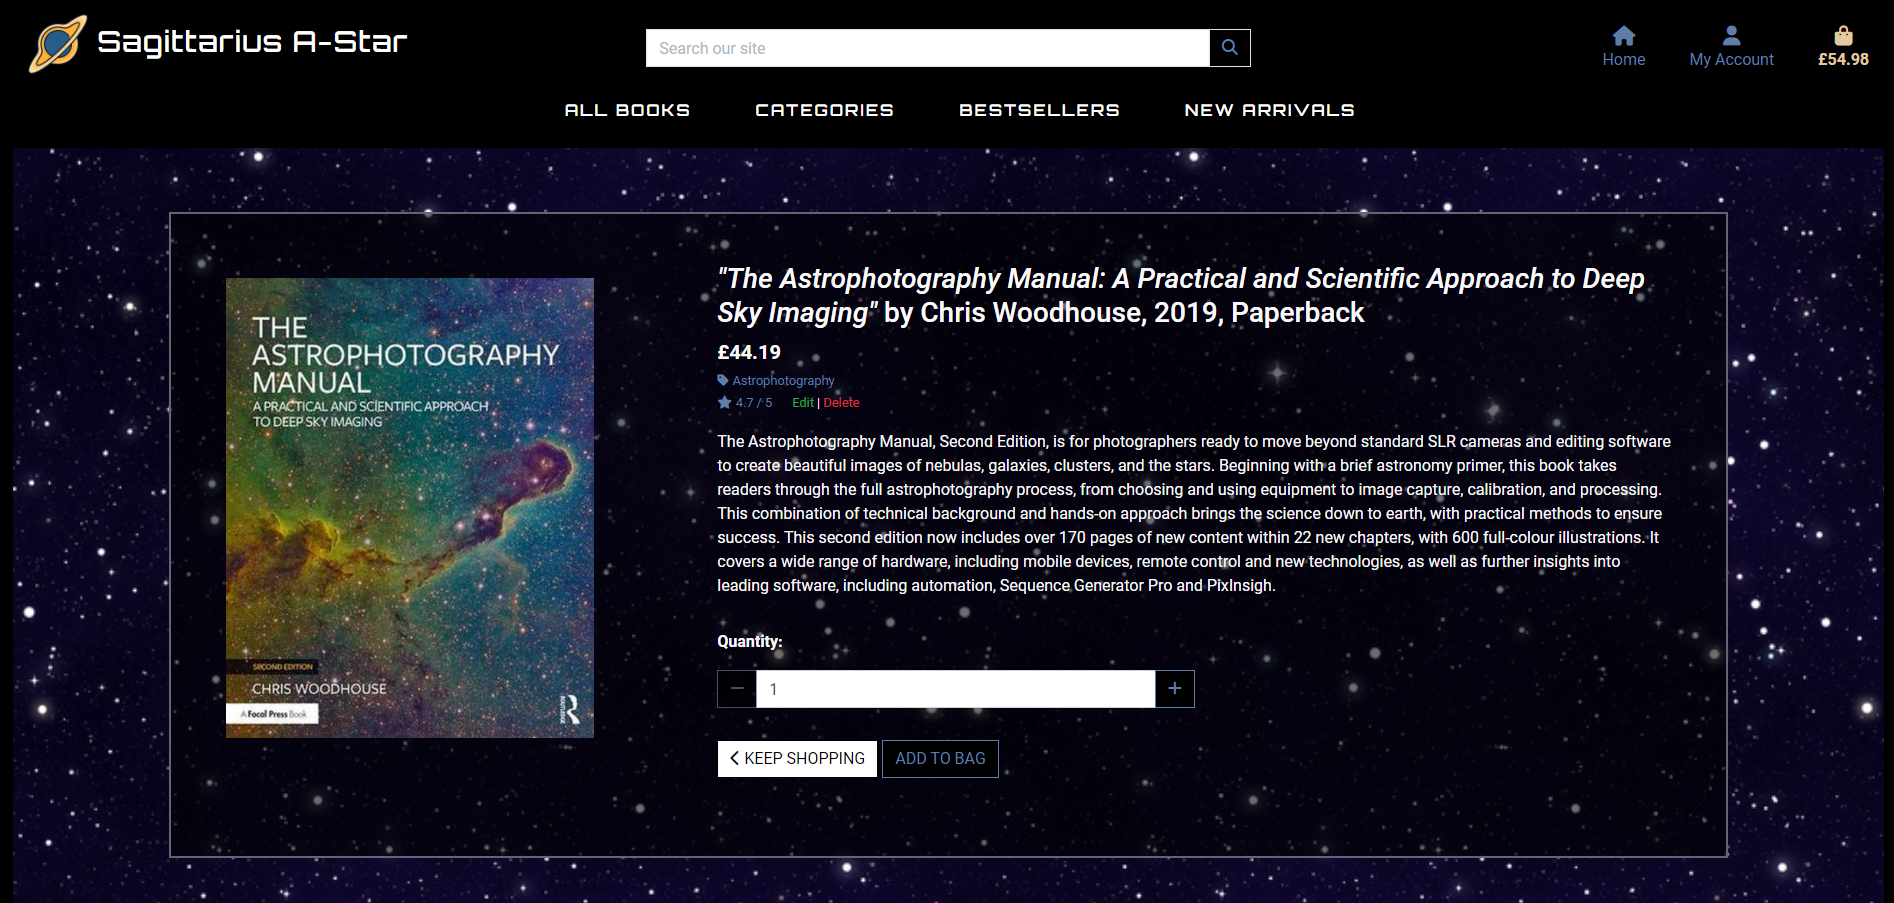 Sagittarius A-Star
Search our site
Home
My Account
£54.98
ALL BOOKS
CATEGORIES
BESTSELLERS
NEW ARRIVALS
THE
ASTROPHOTOGRAPHY
MANUAL
A PRACTICAL AND SCIENTIFIC APPROACH
TO DEEP SKY IMAGING
SECOND EDITION
CHRIS WOODHOUSE
A Focal Press Book
ROUTLEDGE
"The Astrophotography Manual: A Practical and Scientific Approach to Deep
Sky Imaging" by Chris Woodhouse, 2019, Paperback
£44.19
Astrophotography
4.7 / 5 Edit | Delete
The Astrophotography Manual, Second Edition, is for photographers ready to move beyond standard SLR cameras and editing software
to create beautiful images of nebulas, galaxies, clusters, and the stars. Beginning with a brief astronomy primer, this book takes
readers through the full astrophotography process, from choosing and using equipment to image capture, calibration, and processing.
This combination of technical background and hands-on approach brings the science down to earth, with practical methods to ensure
success. This second edition now includes over 170 pages of new content within 22 new chapters, with 600 full-colour illustrations. It
covers a wide range of hardware, including mobile devices, remote control and new technologies, as well as further insights into
leading software, including automation, Sequence Generator Pro and PixInsigh.
Quantity:
1
KEEP SHOPPING
ADD TO BAG